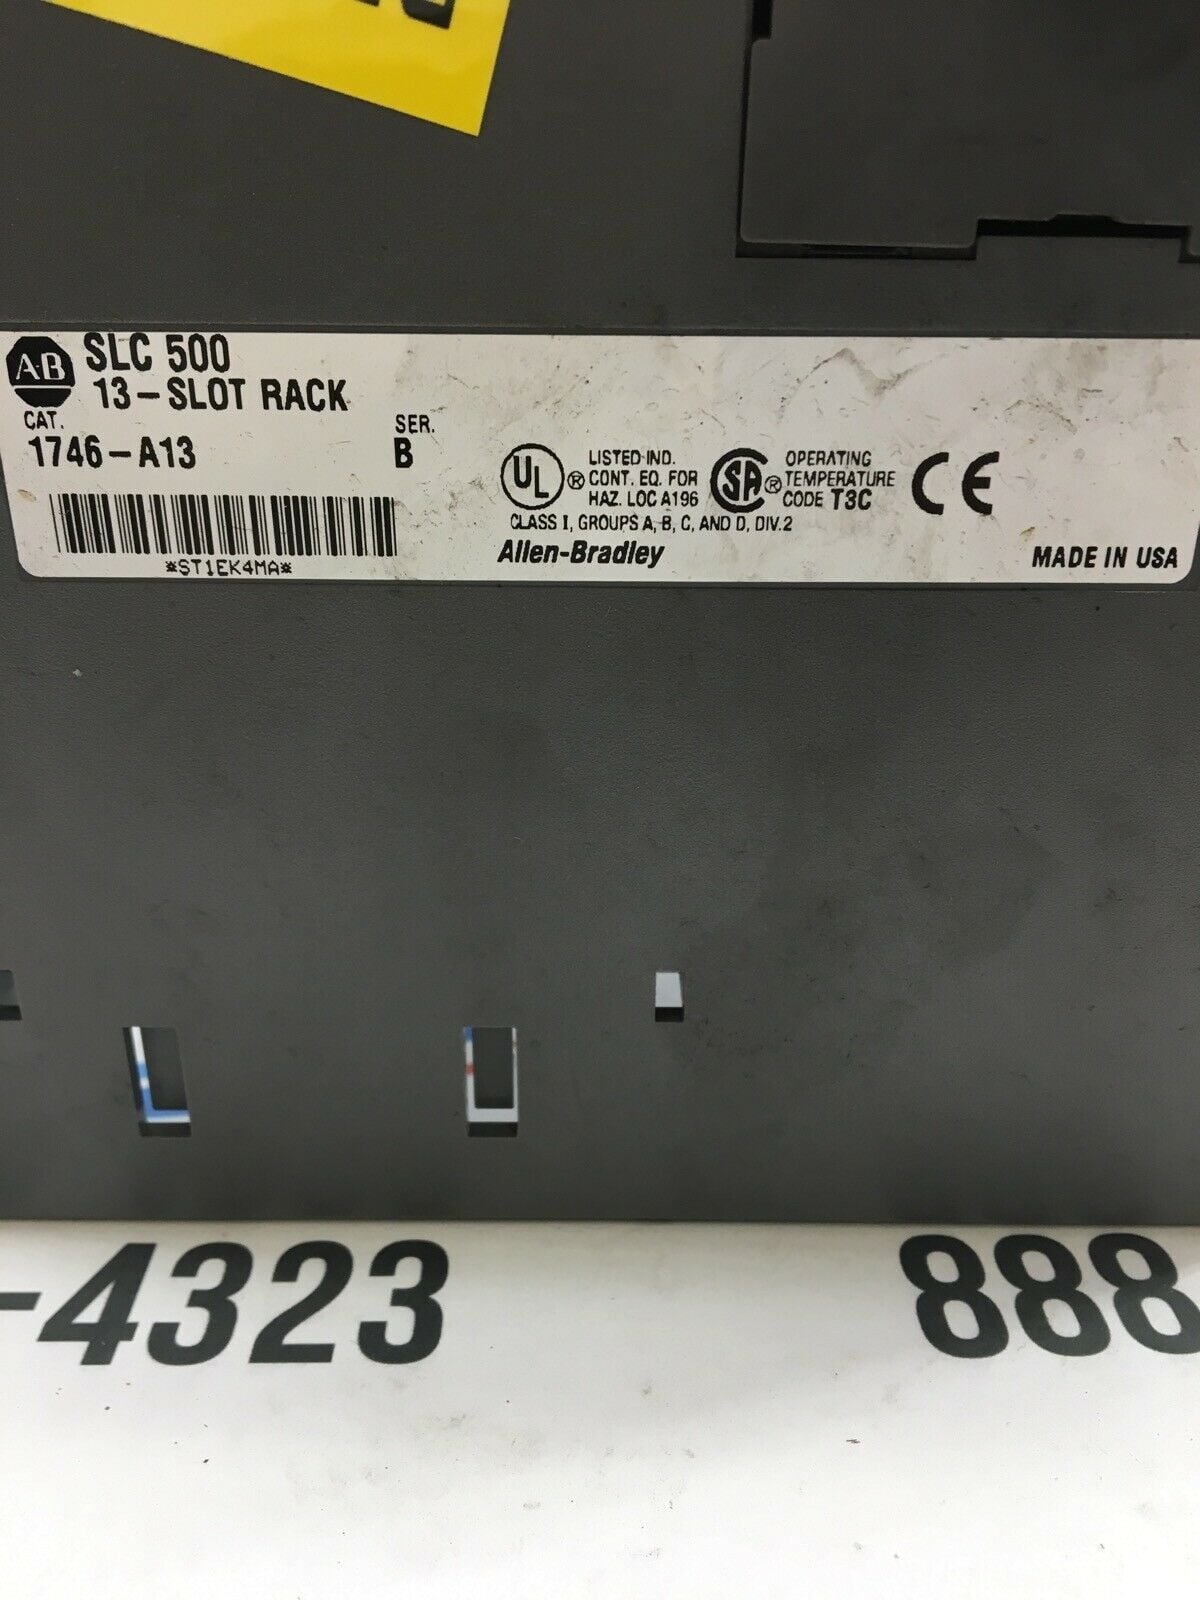 A-B SLC 500
13-SLOT RACK
CAT. SER.
1746-A13 B
*ST1EK4MA*
UL ® LISTED IND.
CONT. EQ. FOR
HAZ. LOC A196
SA ® OPERATING
TEMPERATURE
CODE T3C
CE
CLASS I, GROUPS A, B, C, AND D, DIV.2
Allen-Bradley
MADE IN USA
-4323 888-